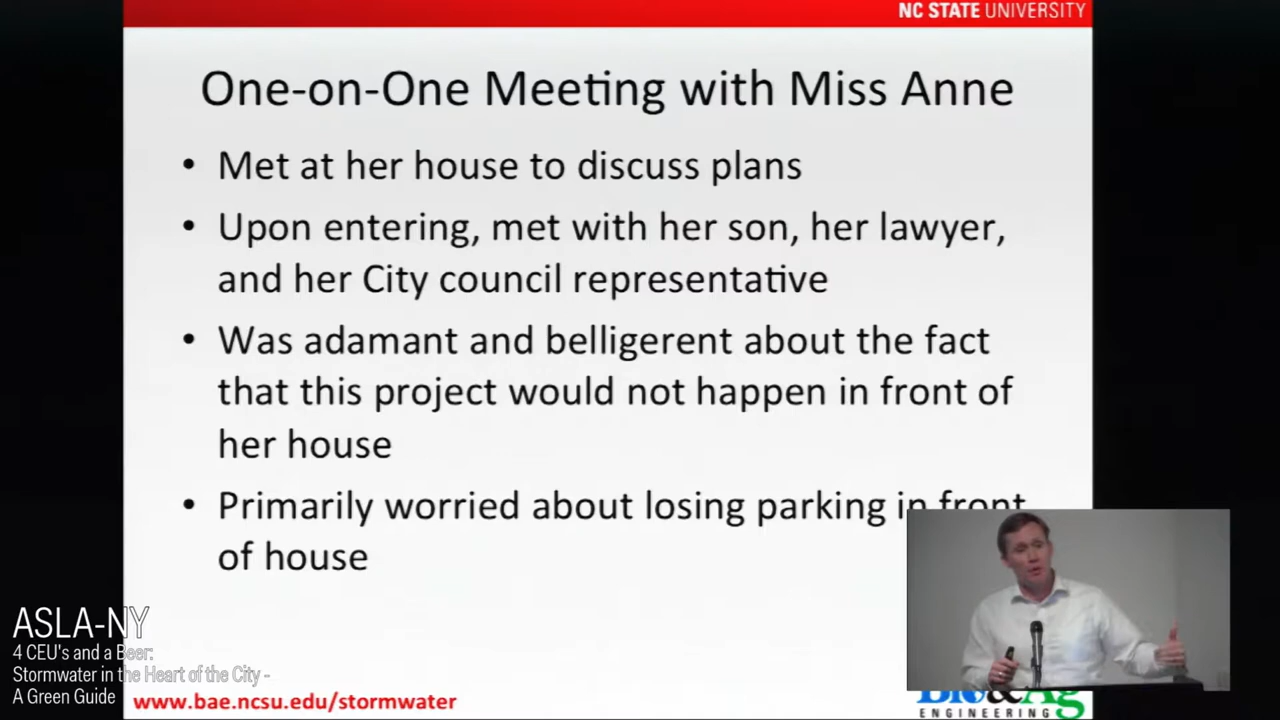 NC STATE UNIVERSITY
One-on-One Meeting with Miss Anne
• Met at her house to discuss plans
• Upon entering, met with her son, her lawyer,
and her City council representative
• Was adamant and belligerent about the fact
that this project would not happen in front of
her house
• Primarily worried about losing parking in front
of house
ASLA-NY
4 CEU's and a Beer:
Stormwater in the Heart of the City -
A Green Guide
www.bae.ncsu.edu/stormwater
Bio&Ag
ENGINEERING